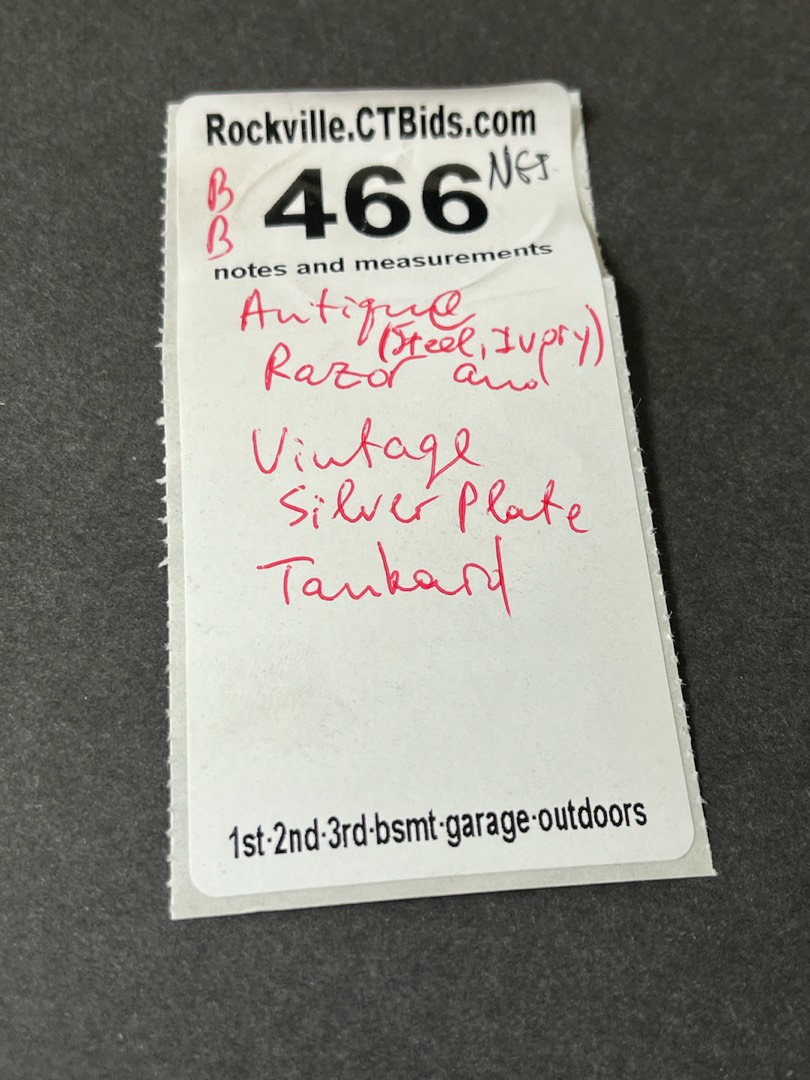 Rockville.CTBids.com
B
B
466
notes and measurements
Antique
(Steel, Ivory)
Razor and
Vintage
Silver Plate
Tankard
1st·2nd·3rd·bsmt·garage·outdoors